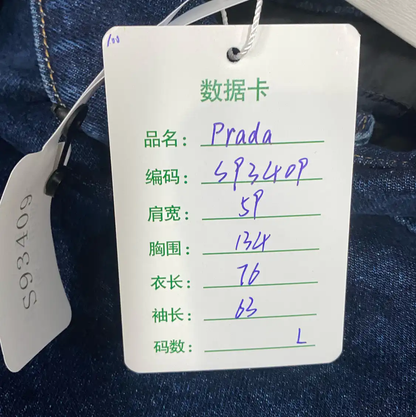 100
数据卡
品名: Prada
编码: S93409
肩宽: 59
胸围: 134
衣长: 76
袖长: 63
码数: L
S93409